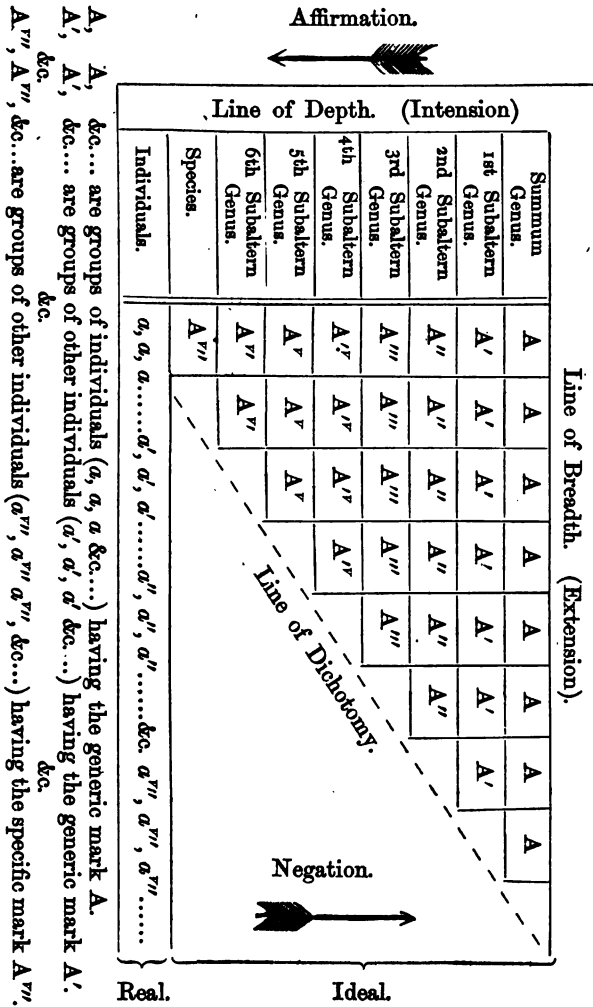 Line of Breadth. (Extension).
Affirmation.
Line of Depth. (Intension)
Summum Genus. A A A A A A A A
1st Subaltern Genus. A′ A′ A′ A′ A′ A′ A′
2nd Subaltern Genus. A″ A″ A″ A″ A″ A″
3rd Subaltern Genus. A‴ A‴ A‴ A‴ A‴
4th Subaltern Genus. A′ᵛ A′ᵛ A′ᵛ A′ᵛ
5th Subaltern Genus. Aᵛ Aᵛ Aᵛ
6th Subaltern Genus. Aᵛ′ Aᵛ′
Species. Aᵛ″
Line of Dichotomy.
Negation.
Ideal.
Individuals. a, a, a......a′, a′, a′......a″, a″, a″......&c. aᵛ″, aᵛ″, aᵛ″......
Real.
A, A, &c.... are groups of individuals (a, a, a &c....) having the generic mark A.
A′, A′, &c.... are groups of other individuals (a′, a′, a′ &c....) having the generic mark A′.
&c. &c. &c.
Aᵛ″, Aᵛ″, &c...are groups of other individuals (aᵛ″, aᵛ″ aᵛ″, &c...) having the specific mark Aᵛ″.